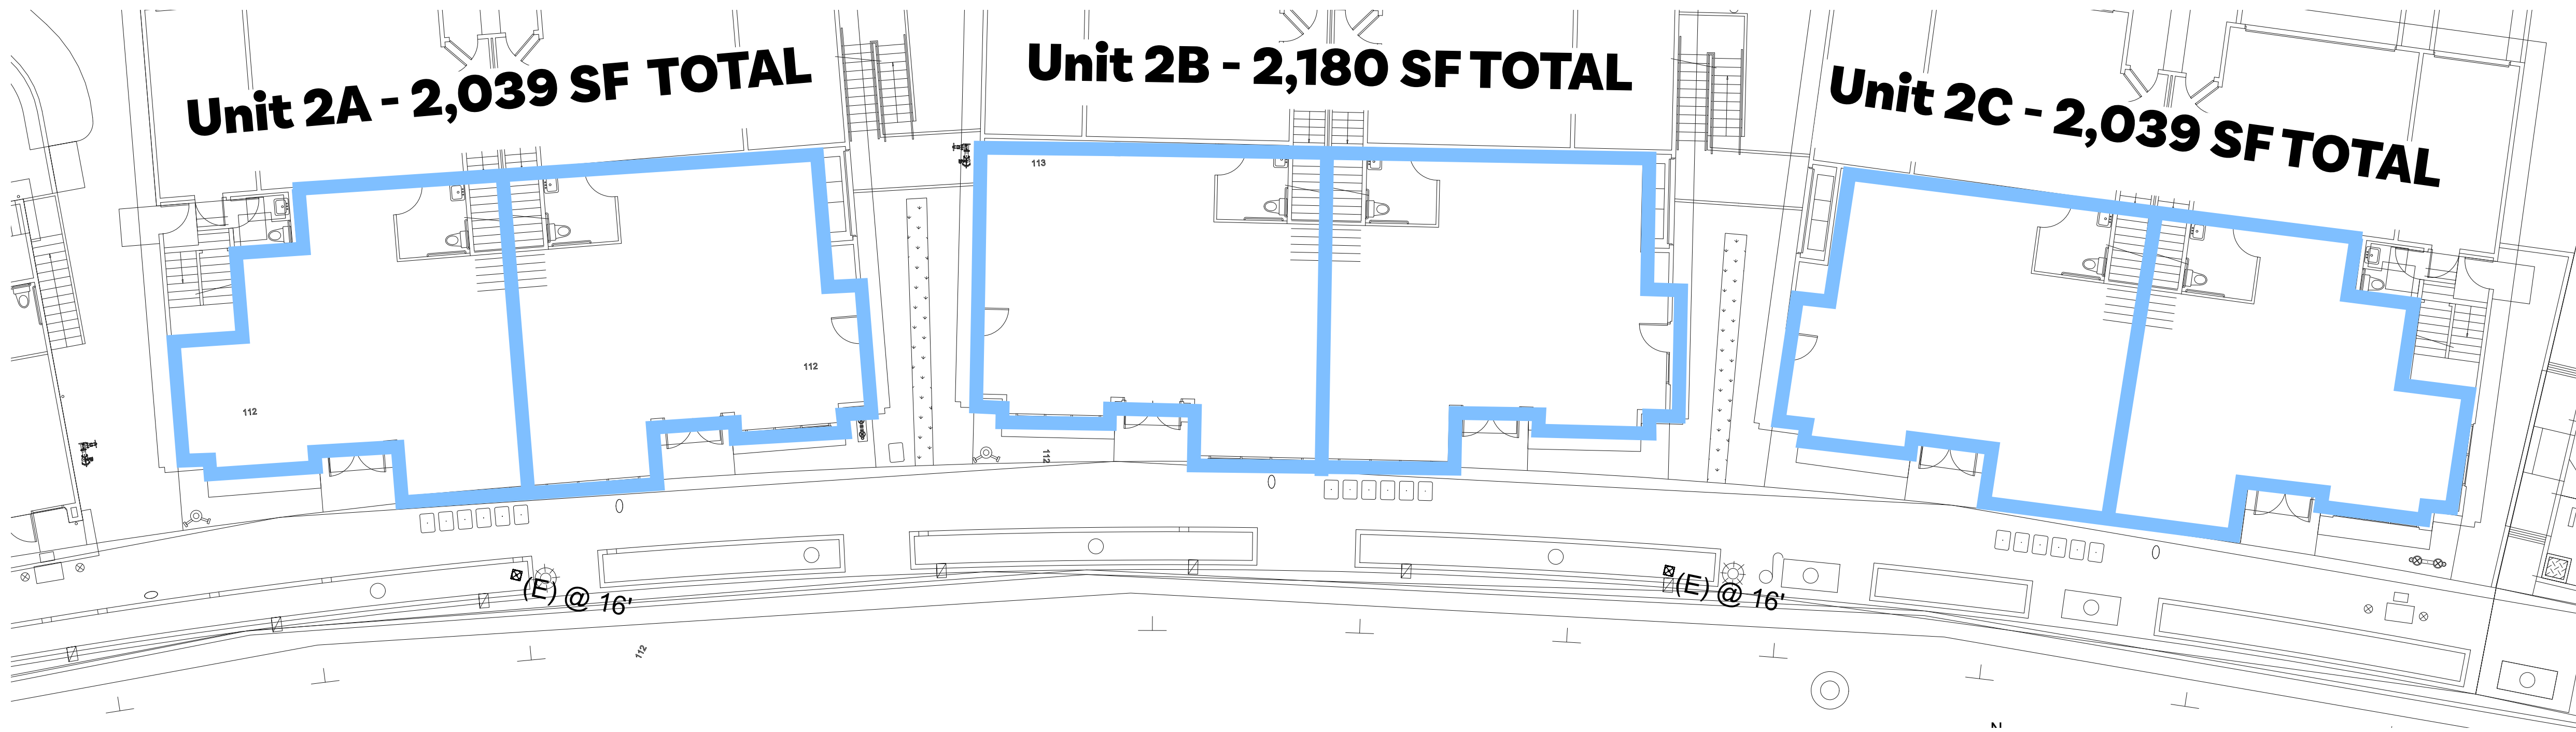 Unit 2A - 2,039 SF TOTAL
Unit 2B - 2,180 SF TOTAL
Unit 2C - 2,039 SF TOTAL
113
112
112
112
(E) @ 16'
(E) @ 16'
112
N